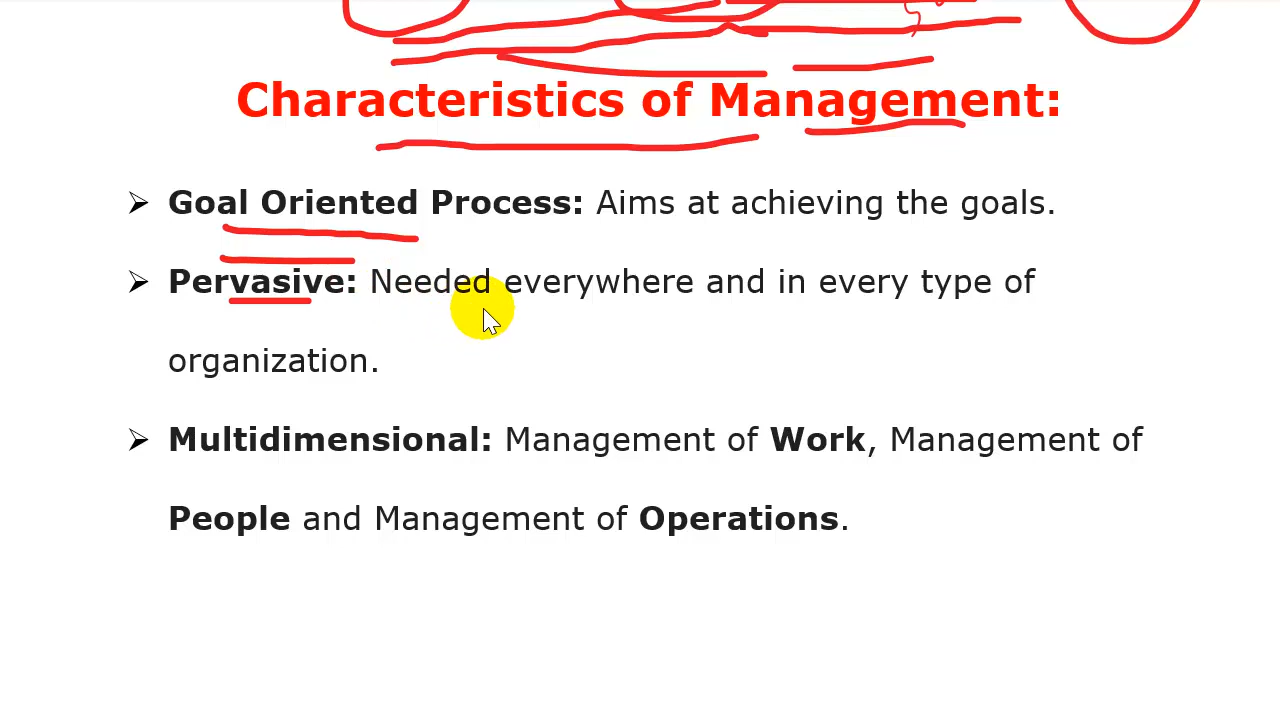 Characteristics of Management:
➢ Goal Oriented Process: Aims at achieving the goals.
➢ Pervasive: Needed everywhere and in every type of
organization.
➢ Multidimensional: Management of Work, Management of
People and Management of Operations.